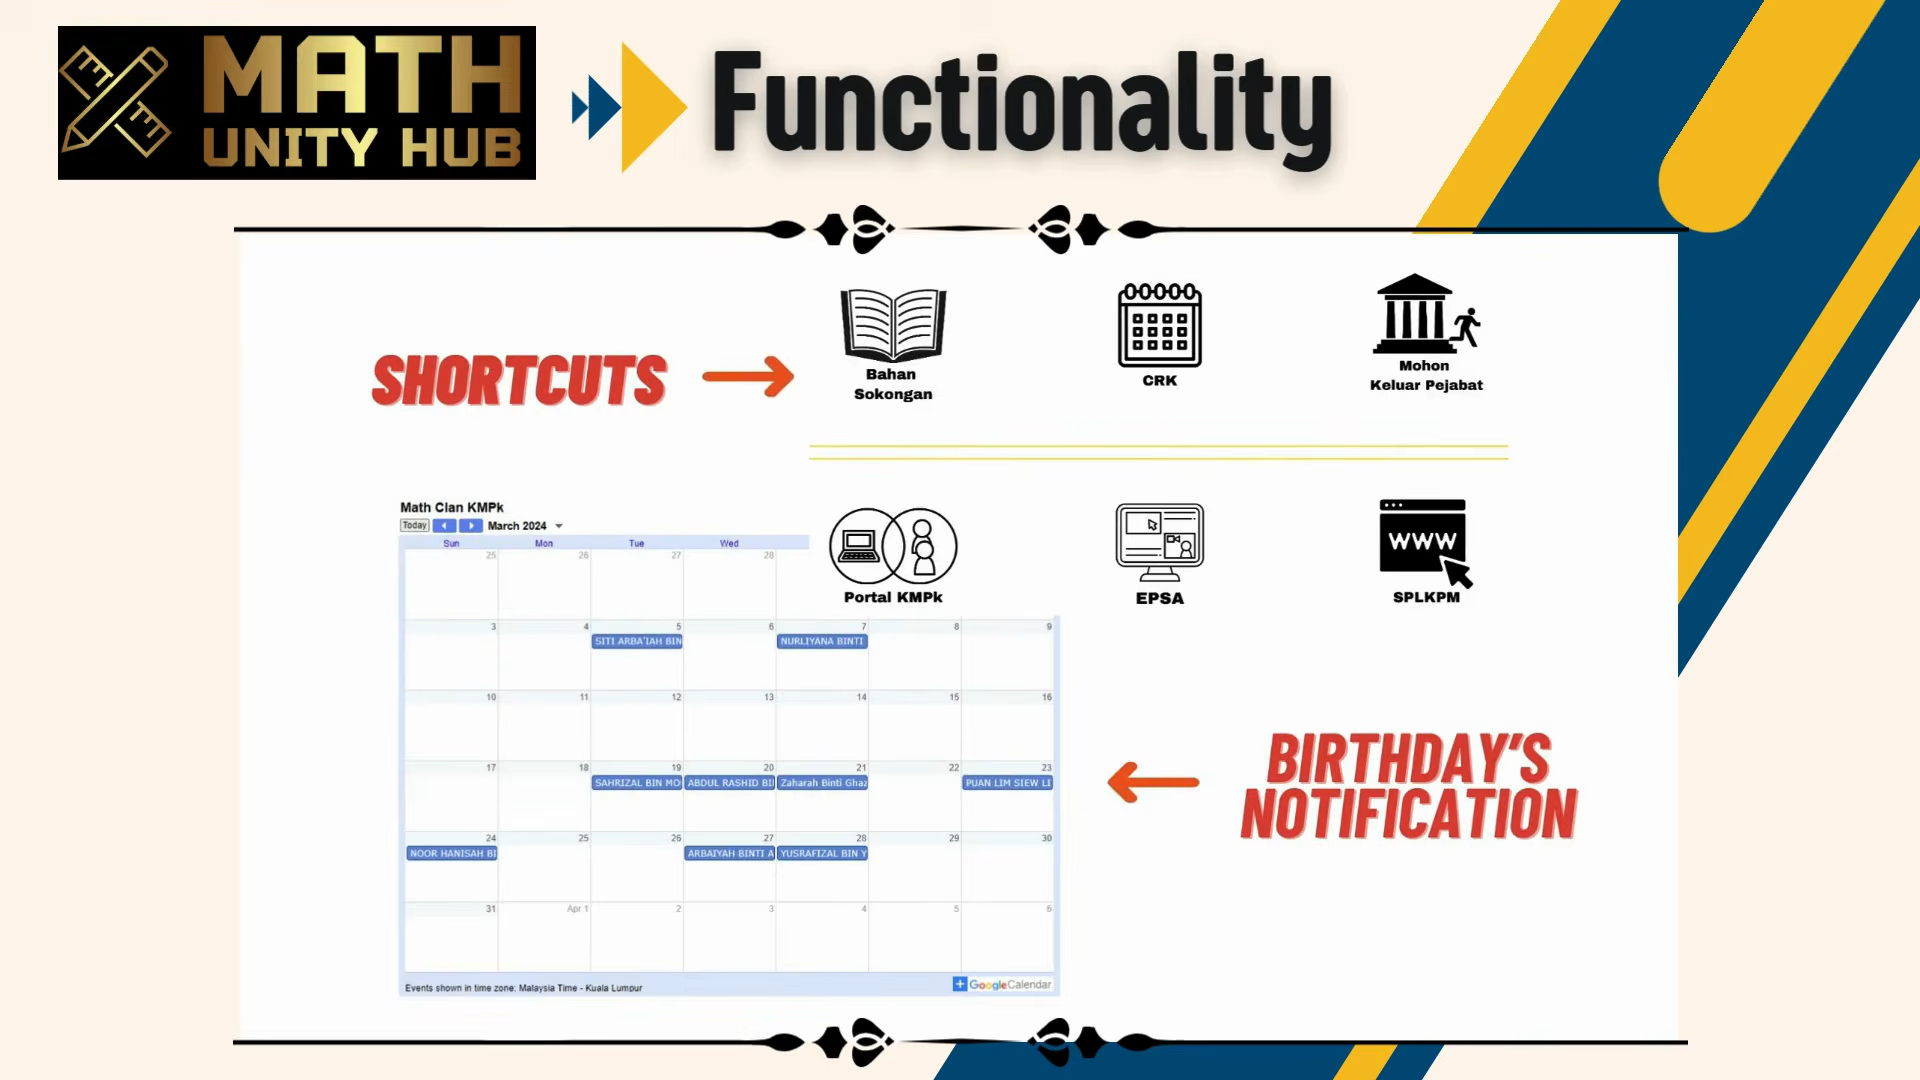 MATH
UNITY HUB
Functionality
SHORTCUTS
Bahan
Sokongan
CRK
Mohon
Keluar Pejabat
Portal KMPk
EPSA
WWW
SPLKPM
Math Clan KMPk
Today March 2024
Sun Mon Tue Wed
25 26 27 28
3 4 5 6 7 8 9
SITI ARBA'IAH BIN NURLIYANA BINTI
10 11 12 13 14 15 16
17 18 19 20 21 22 23
SAHRIZAL BIN MO ABDUL RASHID BI Zaharah Binti Ghaz PUAN LIM SIEW LI
24 25 26 27 28 29 30
NOOR HANISAH BI ARBAIYAH BINTI A YUSRAFIZAL BIN Y
31 Apr 1 2 3 4 5 6
Events shown in time zone: Malaysia Time - Kuala Lumpur
GoogleCalendar
BIRTHDAY'S
NOTIFICATION